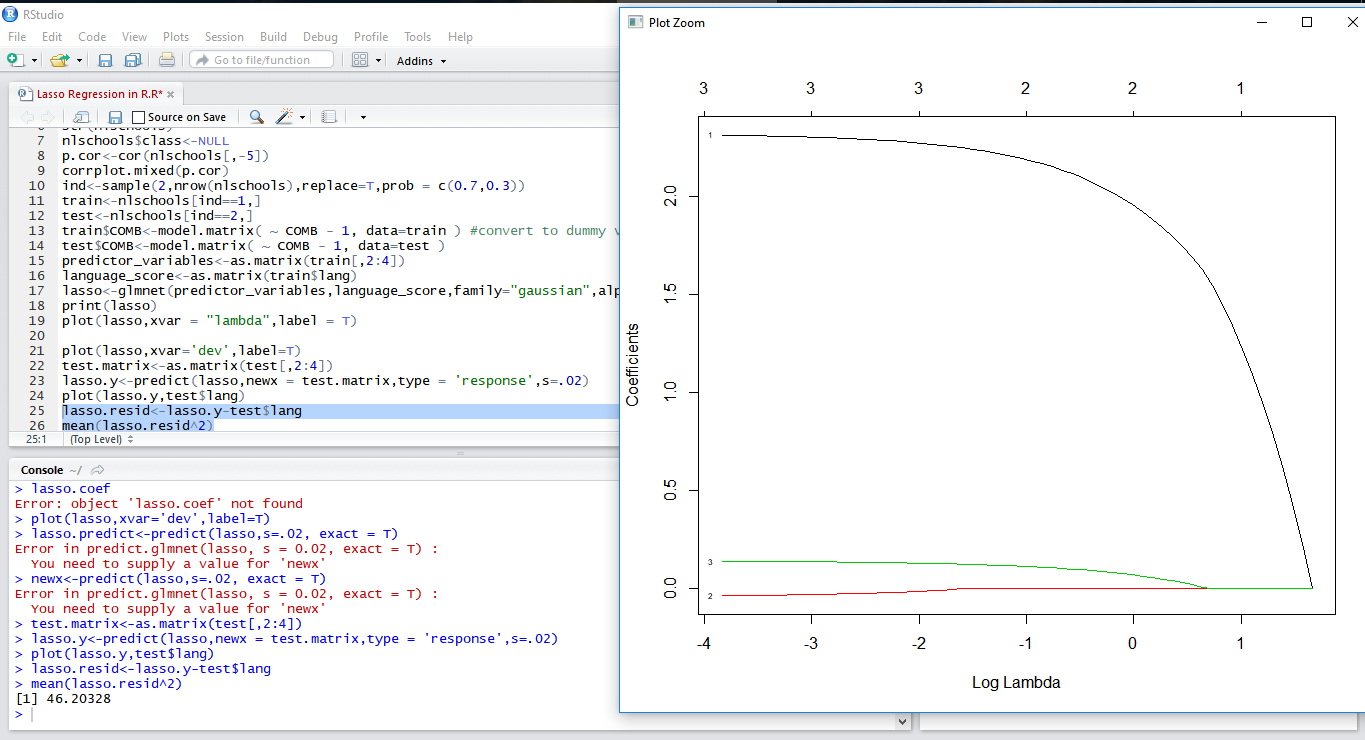 RStudio
File Edit Code View Plots Session Build Debug Profile Tools Help
Go to file/function Addins
Lasso Regression in R.R*
Source on Save
6 str(nlschools)
7 nlschools$class<-NULL
8 p.cor<-cor(nlschools[,-5])
9 corrplot.mixed(p.cor)
10 ind<-sample(2,nrow(nlschools),replace=T,prob = c(0.7,0.3))
11 train<-nlschools[ind==1,]
12 test<-nlschools[ind==2,]
13 train$COMB<-model.matrix( ~ COMB - 1, data=train ) #convert to dummy v
14 test$COMB<-model.matrix( ~ COMB - 1, data=test )
15 predictor_variables<-as.matrix(train[,2:4])
16 language_score<-as.matrix(train$lang)
17 lasso<-glmnet(predictor_variables,language_score,family="gaussian",alp
18 print(lasso)
19 plot(lasso,xvar = "lambda",label = T)
20
21 plot(lasso,xvar='dev',label=T)
22 test.matrix<-as.matrix(test[,2:4])
23 lasso.y<-predict(lasso,newx = test.matrix,type = 'response',s=.02)
24 plot(lasso.y,test$lang)
25 lasso.resid<-lasso.y-test$lang
26 mean(lasso.resid^2)
25:1 (Top Level)
Console ~/
> lasso.coef
Error: object 'lasso.coef' not found
> plot(lasso,xvar='dev',label=T)
> lasso.predict<-predict(lasso,s=.02, exact = T)
Error in predict.glmnet(lasso, s = 0.02, exact = T) :
You need to supply a value for 'newx'
> newx<-predict(lasso,s=.02, exact = T)
Error in predict.glmnet(lasso, s = 0.02, exact = T) :
You need to supply a value for 'newx'
> test.matrix<-as.matrix(test[,2:4])
> lasso.y<-predict(lasso,newx = test.matrix,type = 'response',s=.02)
> plot(lasso.y,test$lang)
> lasso.resid<-lasso.y-test$lang
> mean(lasso.resid^2)
[1] 46.20328
>
Plot Zoom
3 3 3 2 2 1
1
2.0
1.5
1.0
0.5
0.0
Coefficients
3
2
-4 -3 -2 -1 0 1
Log Lambda